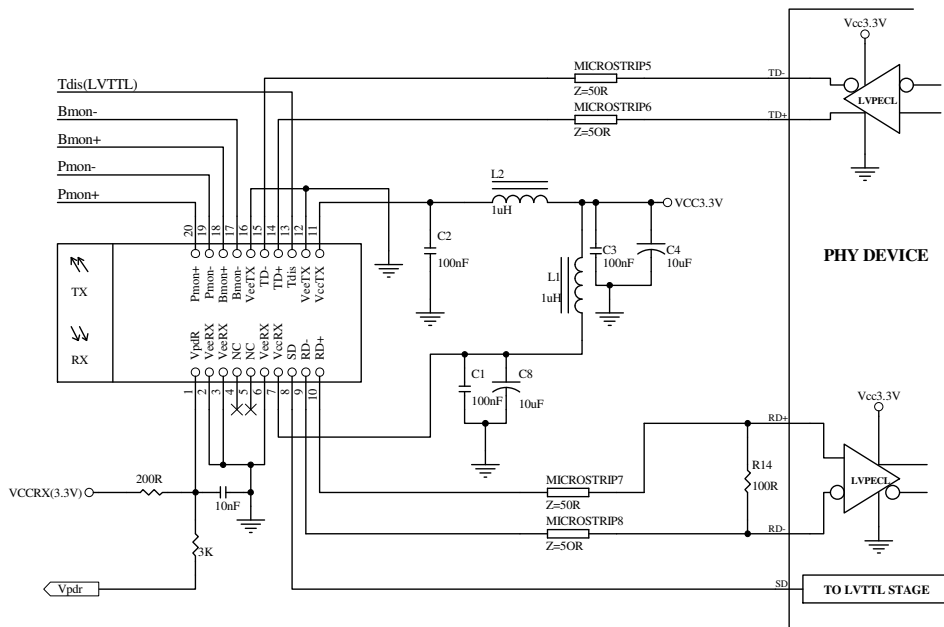 Vcc3.3V
MICROSTRIP5
TD-
Z=50R
LVPECL
Tdis(LVTTL)
MICROSTRIP6
TD+
Z=5OR
Bmon-
Bmon+
Pmon-
Pmon+
L2
1uH
VCC3.3V
20 19 18 17 16 15 14 13 12 11
C2
100nF
C3
100nF
C4
10uF
L1
1uH
PHY DEVICE
Pmon+ Pmon- Bmon+ Bmon- VeeTX TD- TD+ Tdis VeeTX VccTX
TX
RX
VpdR VeeRX VeeRX NC NC VeeRX VccRX SD RD- RD+
1 2 3 4 5 6 7 8 9 10
C1
100nF
C8
10uF
Vcc3.3V
RD+
R14
100R
LVPECL
200R
VCCRX(3.3V)
10nF
MICROSTRIP7
Z=50R
MICROSTRIP8
RD-
Z=5OR
3K
Vpdr
SD
TO LVTTL STAGE